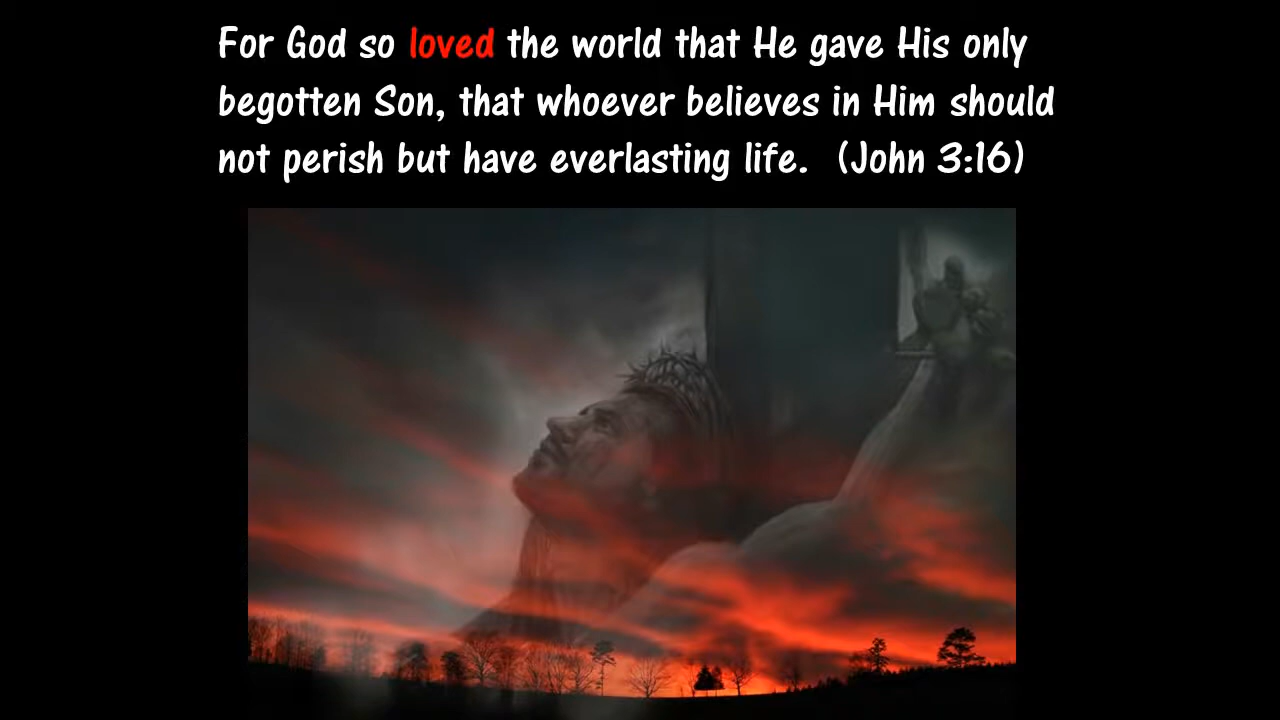 For God so loved the world that He gave His only
begotten Son, that whoever believes in Him should
not perish but have everlasting life.  (John 3:16)